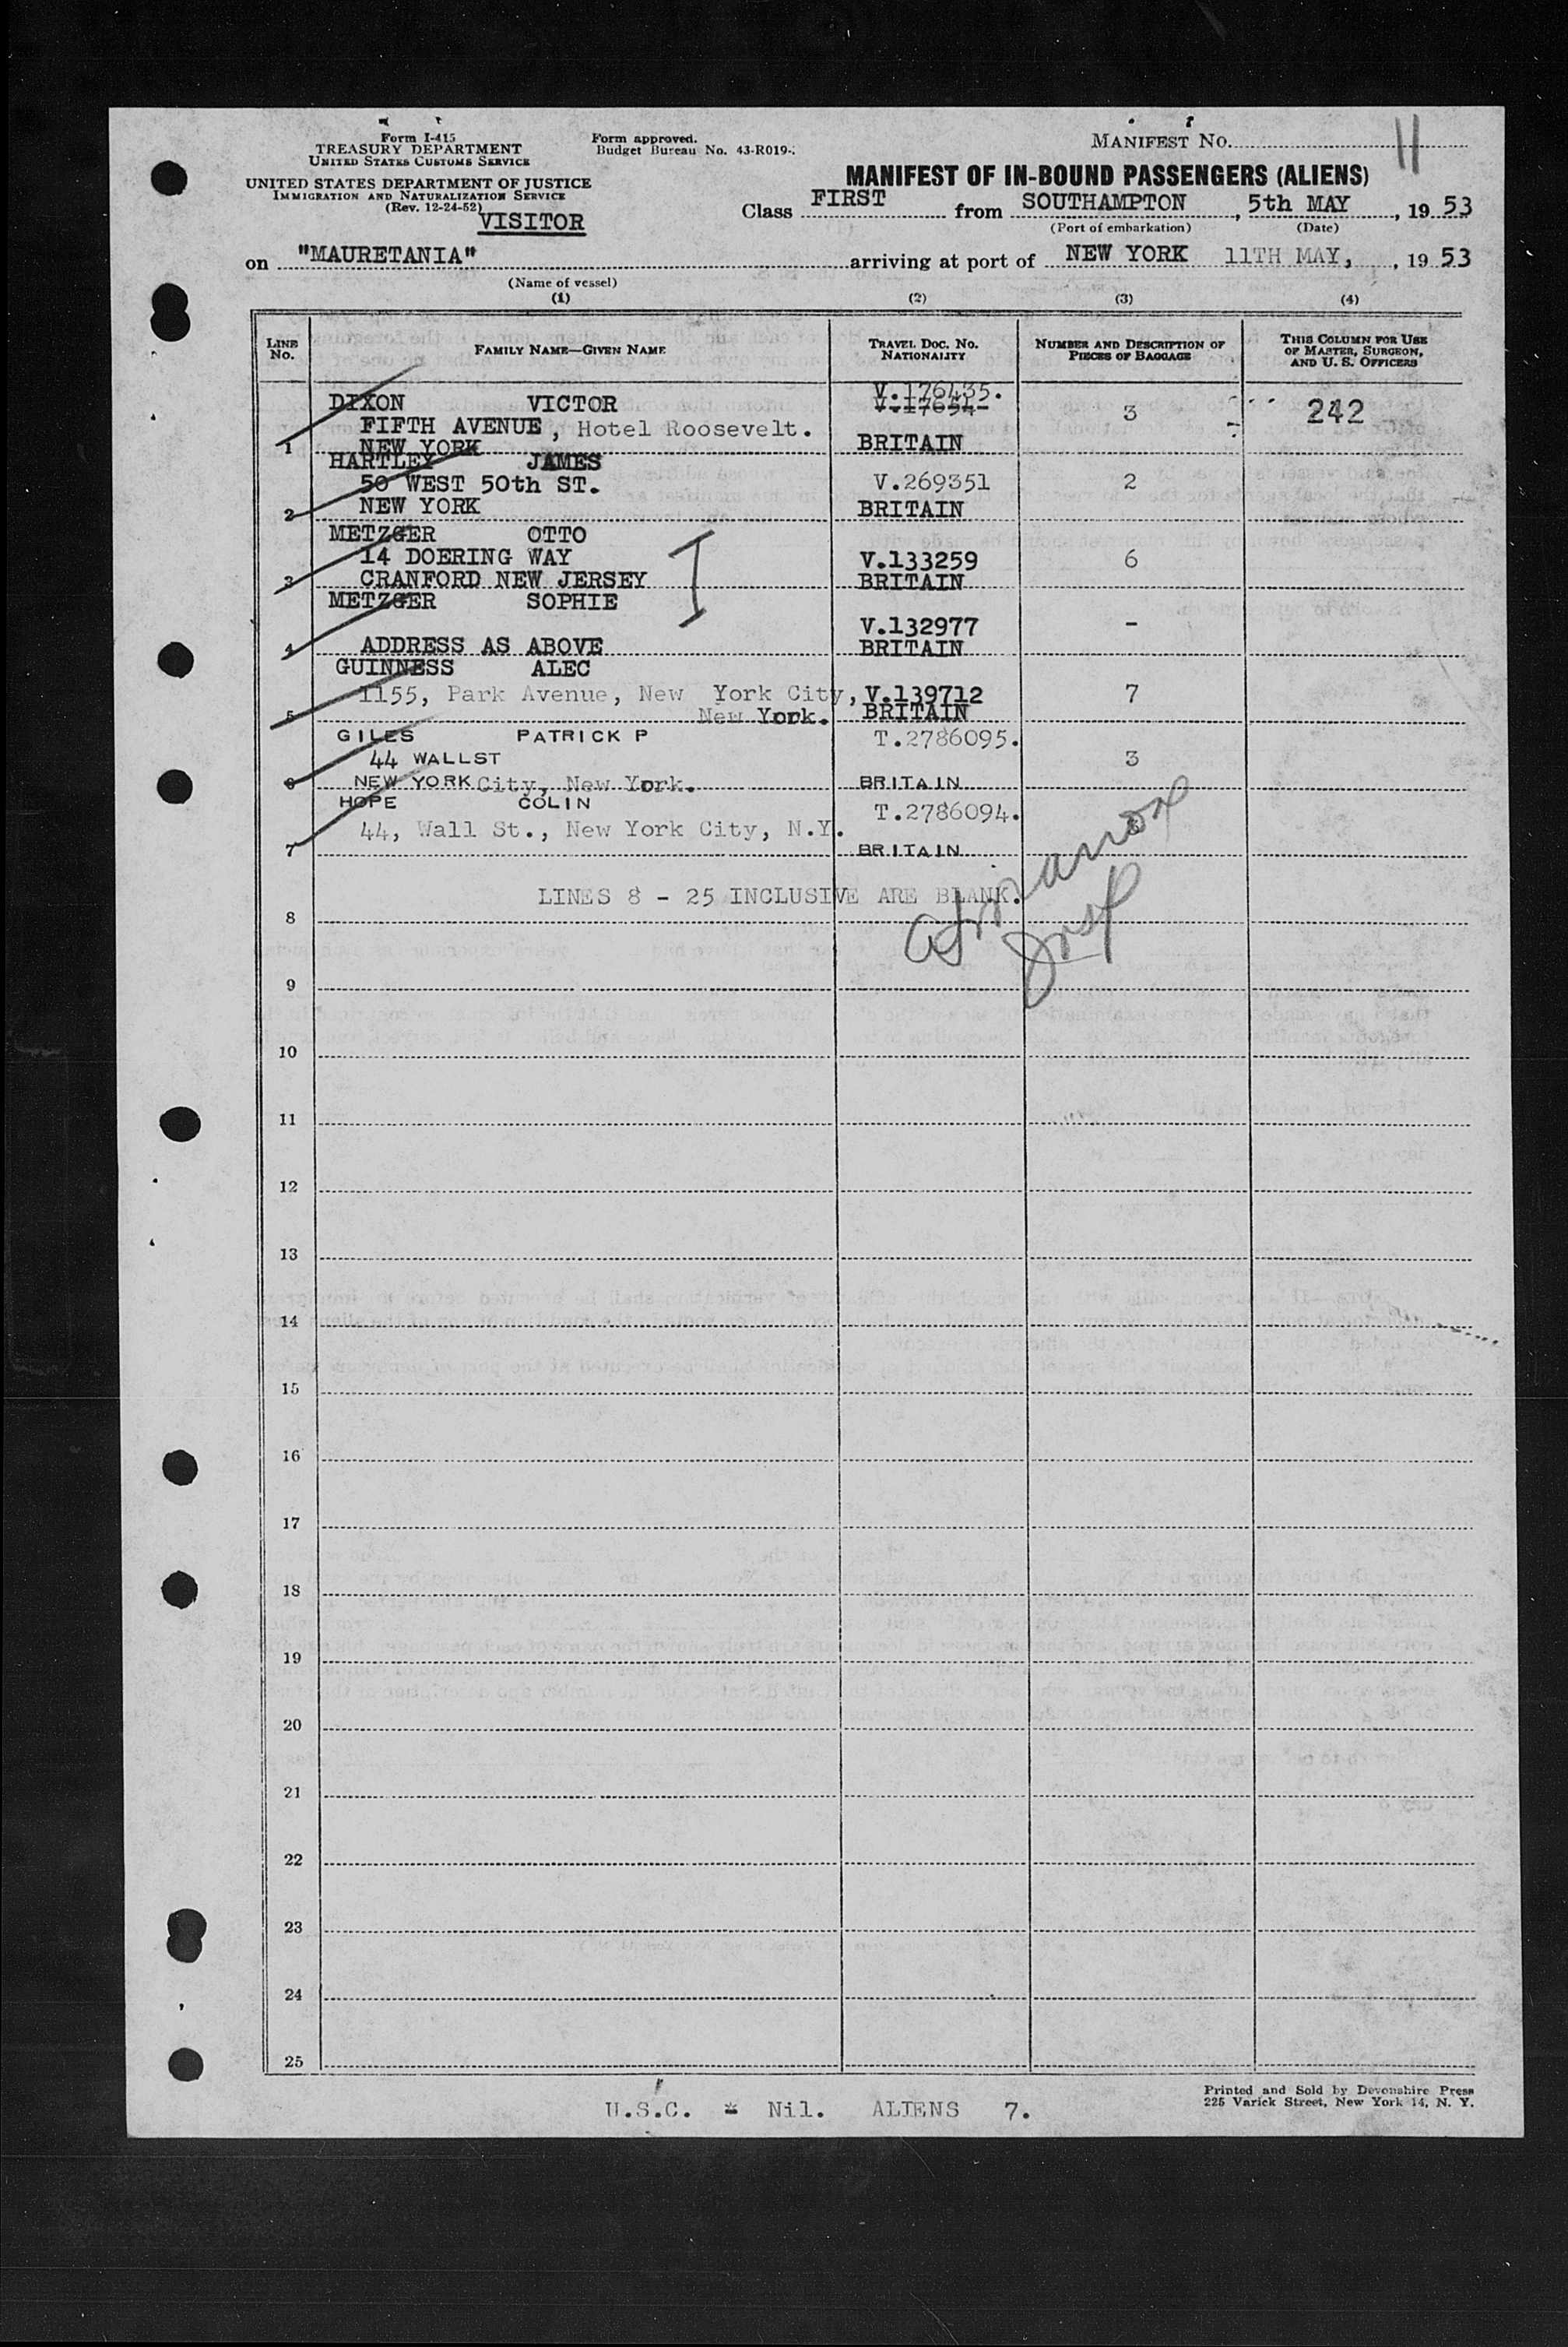 Form I-415
TREASURY DEPARTMENT
UNITED STATES CUSTOMS SERVICE
UNITED STATES DEPARTMENT OF JUSTICE
IMMIGRATION AND NATURALIZATION SERVICE
(Rev. 12-24-52)
VISITOR
Form approved.
Budget Bureau No. 43-R019-
MANIFEST No. 11
MANIFEST OF IN-BOUND PASSENGERS (ALIENS)
Class FIRST from SOUTHAMPTON, 5th MAY, 1953
(Port of embarkation) (Date)
on "MAURETANIA" arriving at port of NEW YORK 11TH MAY, , 1953
(Name of vessel)
(1) (2) (3) (4)
LINE No. FAMILY NAME—GIVEN NAME TRAVEL DOC. NO. NATIONALITY NUMBER AND DESCRIPTION OF PIECES OF BAGGAGE THIS COLUMN FOR USE OF MASTER, SURGEON, AND U. S. OFFICERS
V.176435.
DIXON VICTOR V.17654 3 242
FIFTH AVENUE, Hotel Roosevelt.
1 NEW YORK BRITAIN
HARTLEY JAMES
50 WEST 50th ST. V.269351 2
2 NEW YORK BRITAIN
METZGER OTTO
14 DOERING WAY V.133259 6
3 CRANFORD NEW JERSEY BRITAIN
METZGER SOPHIE
V.132977 -
4 ADDRESS AS ABOVE BRITAIN
GUINNESS ALEC
1155, Park Avenue, New York City, V.139712 7
5 New York. BRITAIN
GILES PATRICK P T.2786095.
44 WALLST 3
6 NEW YORK City, New York. BRITAIN
HOPE COLIN T.2786094.
44, Wall St., New York City, N.Y.
7 BRITAIN
LINES 8 - 25 INCLUSIVE ARE BLANK.
8
9
10
11
12
13
14
15
16
17
18
19
20
21
22
23
24
25
U.S.C. - Nil. ALIENS 7.
Printed and Sold by Devonshire Press
225 Varick Street, New York 14, N. Y.